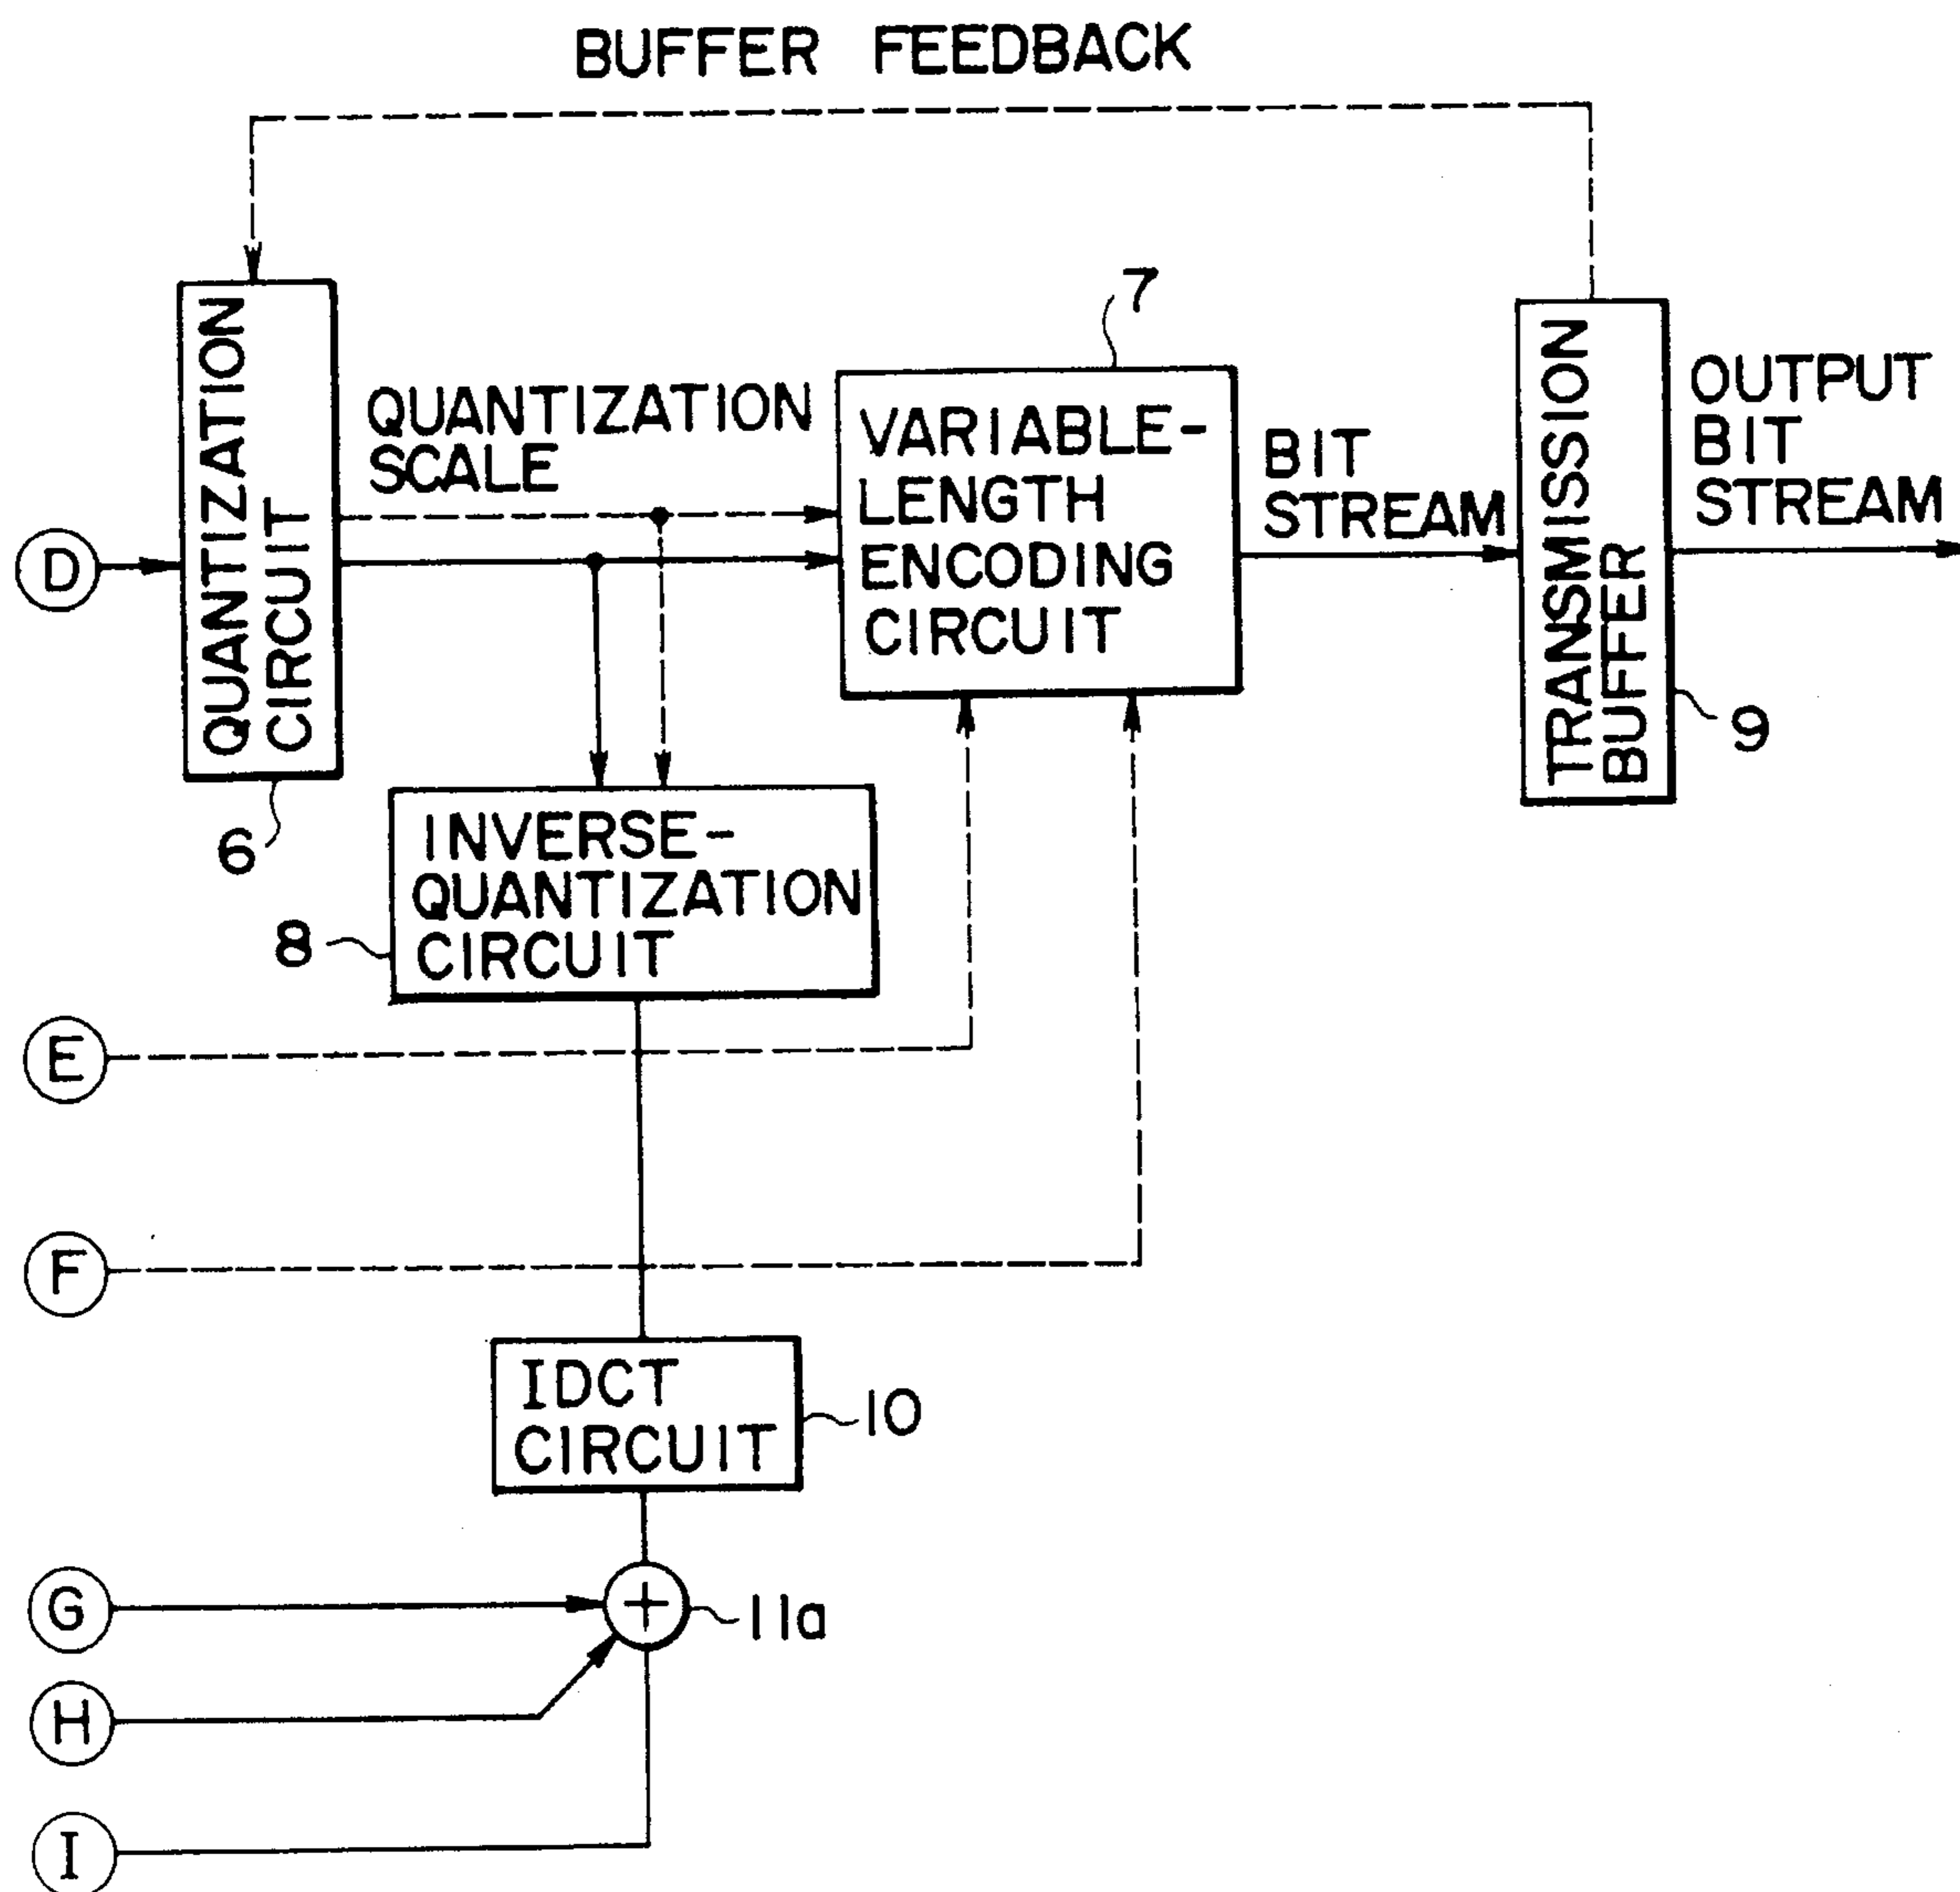 BUFFER FEEDBACK
QUANTIZATION
CIRCUIT
6
D
QUANTIZATION
SCALE
7
VARIABLE-
LENGTH
ENCODING
CIRCUIT
BIT
STREAM
TRANSMISSION
BUFFER
9
OUTPUT
BIT
STREAM
8
INVERSE-
QUANTIZATION
CIRCUIT
E
F
IDCT
CIRCUIT
10
G
11a
H
I